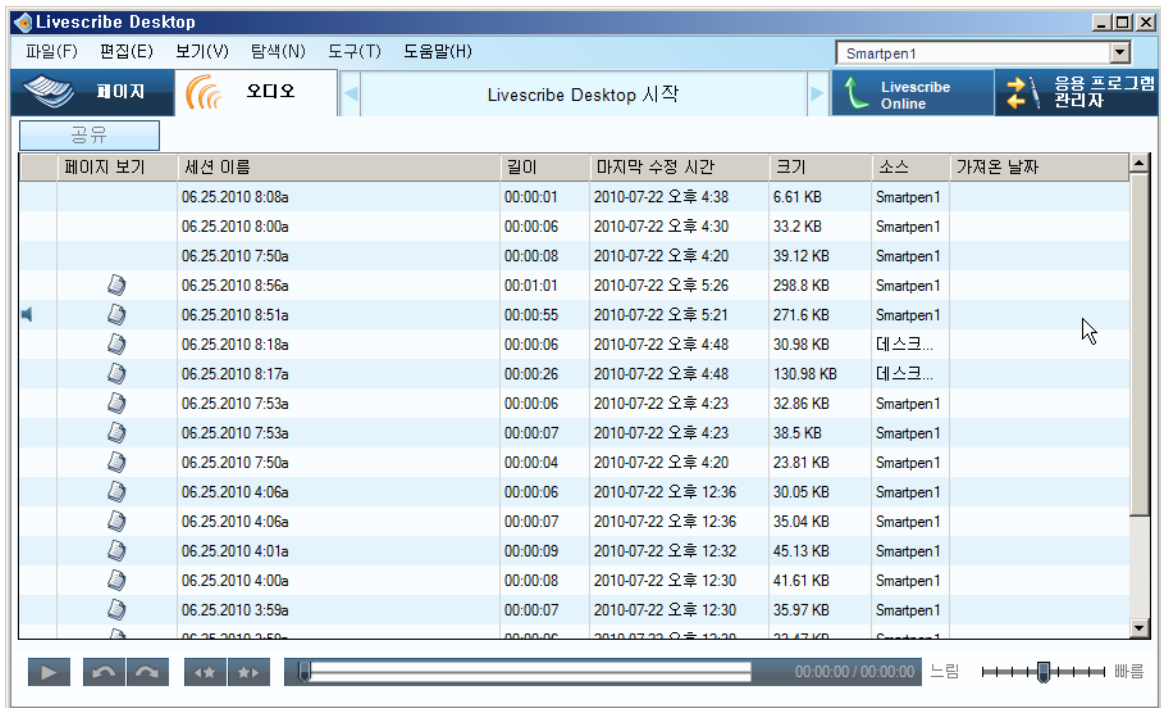 Livescribe Desktop
파일(F) 편집(E) 보기(V) 탐색(N) 도구(T) 도움말(H) Smartpen1
페이지 오디오 Livescribe Desktop 시작 Livescribe Online 응용 프로그램 관리자
공유
페이지 보기 세션 이름 길이 마지막 수정 시간 크기 소스 가져온 날짜
06.25.2010 8:08a 00:00:01 2010-07-22 오후 4:38 6.61 KB Smartpen1
06.25.2010 8:00a 00:00:06 2010-07-22 오후 4:30 33.2 KB Smartpen1
06.25.2010 7:50a 00:00:08 2010-07-22 오후 4:20 39.12 KB Smartpen1
06.25.2010 8:56a 00:01:01 2010-07-22 오후 5:26 298.8 KB Smartpen1
06.25.2010 8:51a 00:00:55 2010-07-22 오후 5:21 271.6 KB Smartpen1
06.25.2010 8:18a 00:00:06 2010-07-22 오후 4:48 30.98 KB 데스크...
06.25.2010 8:17a 00:00:26 2010-07-22 오후 4:48 130.98 KB 데스크...
06.25.2010 7:53a 00:00:06 2010-07-22 오후 4:23 32.86 KB Smartpen1
06.25.2010 7:53a 00:00:07 2010-07-22 오후 4:23 38.5 KB Smartpen1
06.25.2010 7:50a 00:00:04 2010-07-22 오후 4:20 23.81 KB Smartpen1
06.25.2010 4:06a 00:00:06 2010-07-22 오후 12:36 30.05 KB Smartpen1
06.25.2010 4:06a 00:00:07 2010-07-22 오후 12:36 35.04 KB Smartpen1
06.25.2010 4:01a 00:00:09 2010-07-22 오후 12:32 45.13 KB Smartpen1
06.25.2010 4:00a 00:00:08 2010-07-22 오후 12:30 41.61 KB Smartpen1
06.25.2010 3:59a 00:00:07 2010-07-22 오후 12:30 35.97 KB Smartpen1
00:00:00 / 00:00:00 느림 빠름